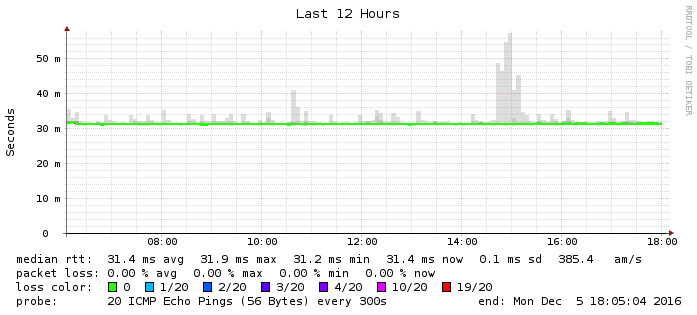 Last 12 Hours
RRDTOOL / TOBI OETIKER
Seconds
50 m
40 m
30 m
20 m
10 m
0
08:00 10:00 12:00 14:00 16:00 18:00
median rtt: 31.4 ms avg 31.9 ms max 31.2 ms min 31.4 ms now 0.1 ms sd 385.4 am/s
packet loss: 0.00 % avg 0.00 % max 0.00 % min 0.00 % now
loss color: 0 1/20 2/20 3/20 4/20 10/20 19/20
probe: 20 ICMP Echo Pings (56 Bytes) every 300s end: Mon Dec 5 18:05:04 2016